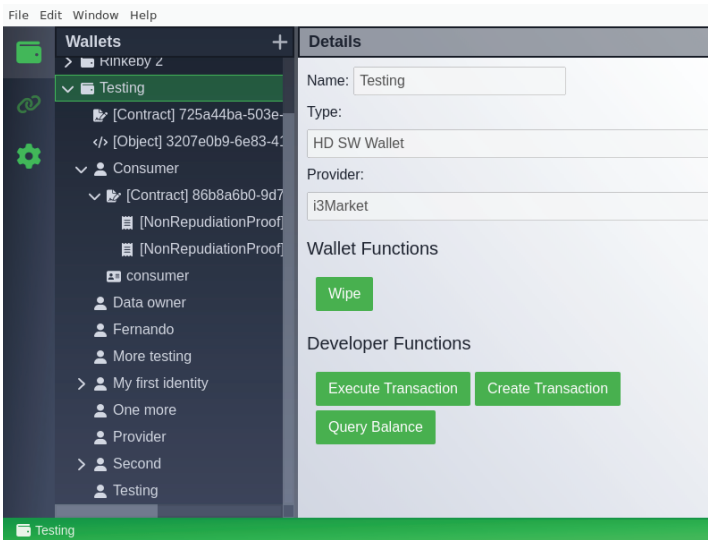 File Edit Window Help
Wallets
Rinkeby 2
Testing
[Contract] 725a44ba-503e-
[Object] 3207e0b9-6e83-41
Consumer
[Contract] 86b8a6b0-9d7
[NonRepudiationProof]
[NonRepudiationProof]
consumer
Data owner
Fernando
More testing
My first identity
One more
Provider
Second
Testing
Details
Name: Testing
Type:
HD SW Wallet
Provider:
i3Market
Wallet Functions
Wipe
Developer Functions
Execute Transaction Create Transaction
Query Balance
Testing